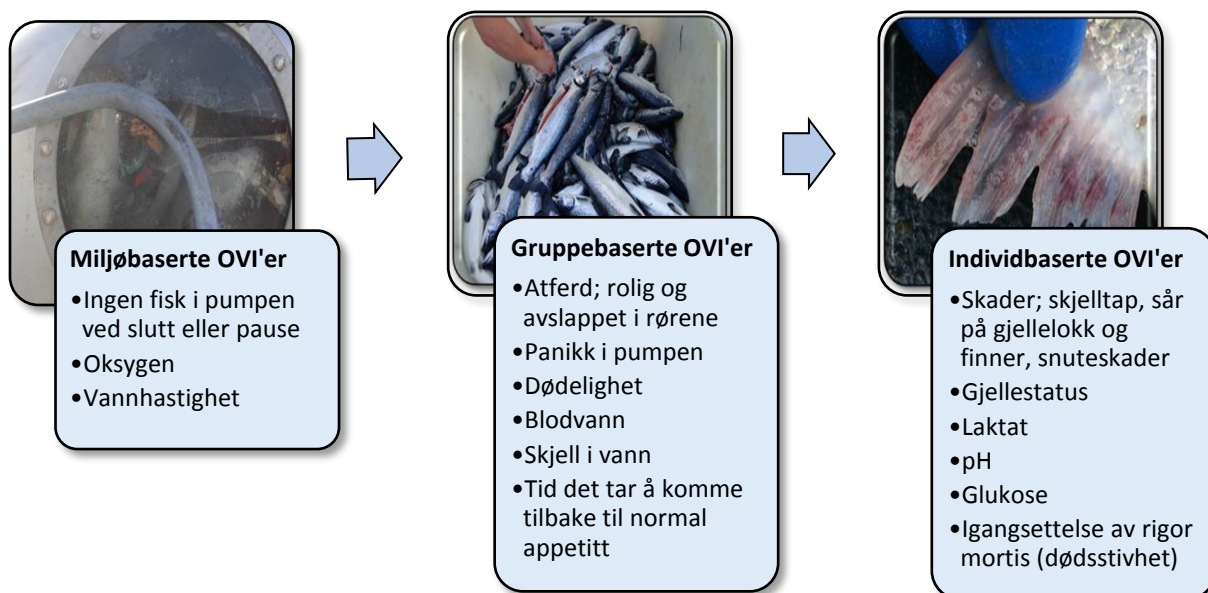 Miljøbaserte OVI'er
•Ingen fisk i pumpen
ved slutt eller pause
•Oksygen
•Vannhastighet
Gruppebaserte OVI'er
•Atferd; rolig og
avslappet i rørene
•Panikk i pumpen
•Dødelighet
•Blodvann
•Skjell i vann
•Tid det tar å komme
tilbake til normal
appetitt
Individbaserte OVI'er
•Skader; skjelltap, sår
på gjellelokk og
finner, snuteskader
•Gjellestatus
•Laktat
•pH
•Glukose
•Igangsettelse av rigor
mortis (dødsstivhet)